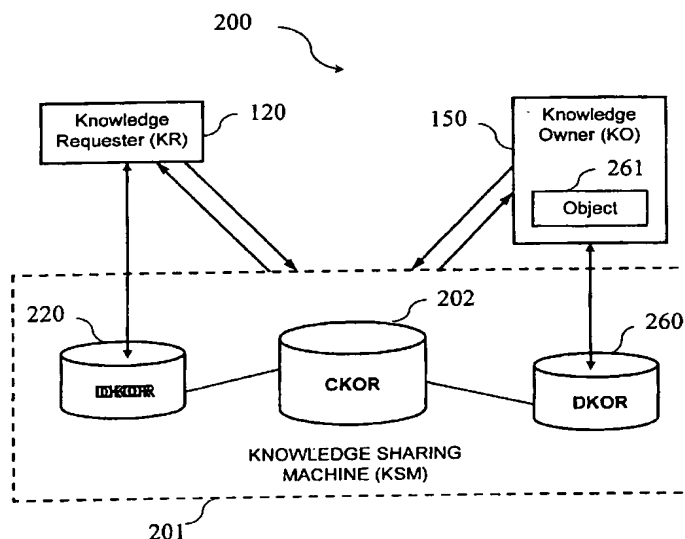 200
Knowledge
Requester (KR)
120
150
Knowledge
Owner (KO)
261
Object
220
202
260
CKOR
DKOR
KNOWLEDGE SHARING
MACHINE (KSM)
201